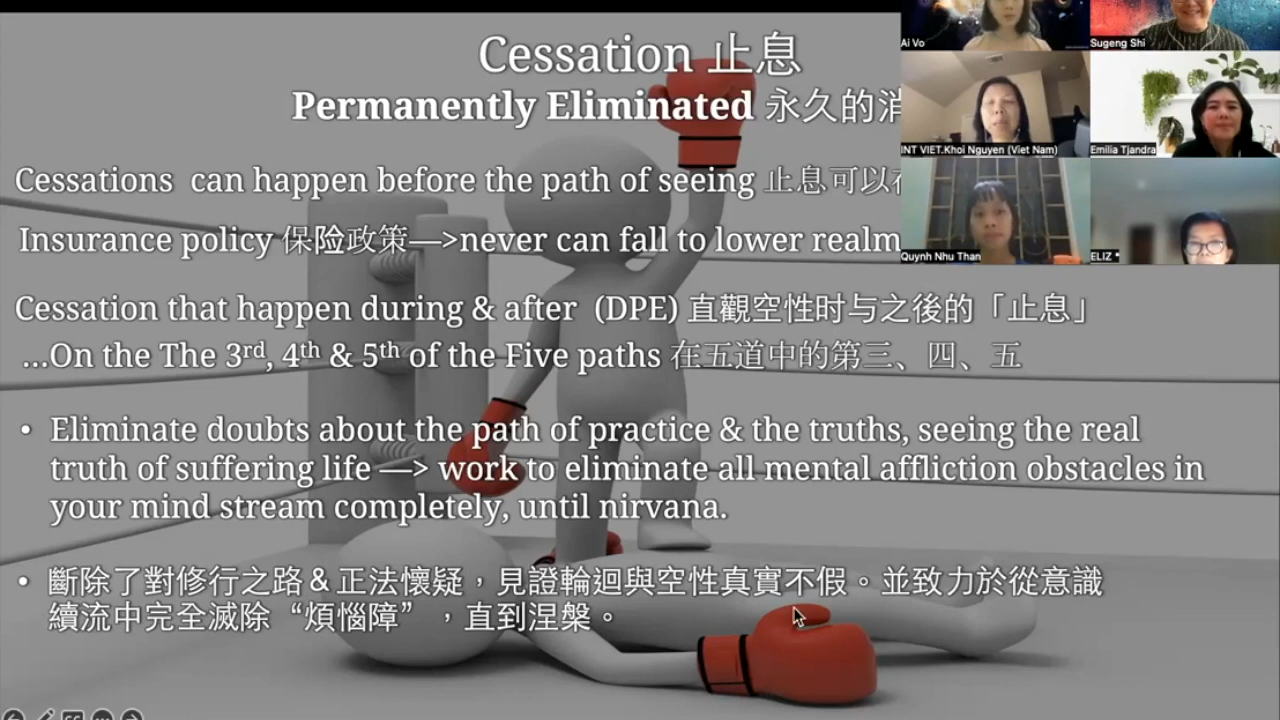 Cessation 止息
Permanently Eliminated 永久的消
Cessations can happen before the path of seeing 止息可以在
Insurance policy 保险政策—>never can fall to lower realm
Cessation that happen during & after (DPE) 直觀空性时与之後的「止息」
...On the The 3rd, 4th & 5th of the Five paths 在五道中的第三、四、五
• Eliminate doubts about the path of practice & the truths, seeing the real
truth of suffering life —> work to eliminate all mental affliction obstacles in
your mind stream completely, until nirvana.
• 斷除了對修行之路&正法懷疑，見證輪迴與空性真實不假。並致力於從意識
續流中完全滅除“煩惱障”，直到涅槃。
Ai Vo
Sugeng Shi
INT VIET.Khoi Nguyen (Viet Nam)
Emilia Tjandra
Quynh Nhu Than
ELIZ *